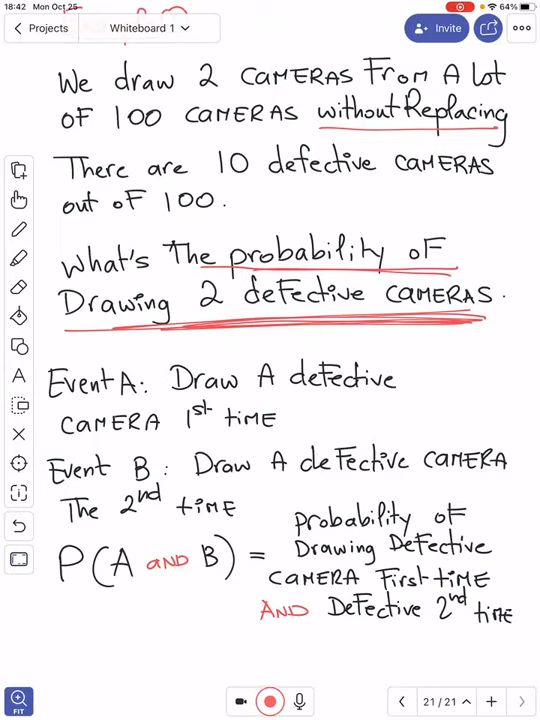 18:42 Mon Oct 25
64%
Projects
Whiteboard 1
Invite
We draw 2 CAMERAS From A lot
OF 100 CAMERAS without Replacing
There are 10 defective CAMERAS
out oF 100.
What's The probability oF
Drawing 2 deFective CAMERAS.
Event A: Draw A defective
CAMERA 1st time
Event B: Draw A defective CAMERA
The 2nd time
P(A AND B) =
probability oF
Drawing Defective
CAMERA First time
AND Defective 2nd time
A
FIT
21/21